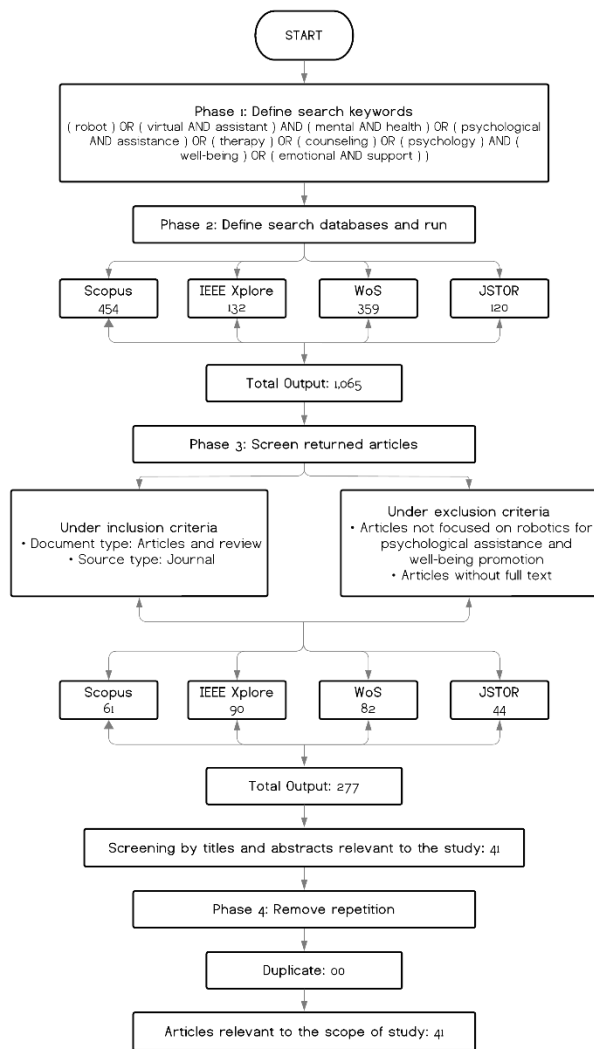 START
Phase 1: Define search keywords
( robot ) OR ( virtual AND assistant ) AND ( mental AND health ) OR ( psychological
AND assistance ) OR ( therapy ) OR ( counseling ) OR ( psychology ) AND (
well-being ) OR ( emotional AND support ) )
Phase 2: Define search databases and run
Scopus
454
IEEE Xplore
132
WoS
359
JSTOR
120
Total Output: 1,065
Phase 3: Screen returned articles
Under inclusion criteria
• Document type: Articles and review
• Source type: Journal
Under exclusion criteria
• Articles not focused on robotics for
psychological assistance and
well-being promotion
• Articles without full text
Scopus
61
IEEE Xplore
90
WoS
82
JSTOR
44
Total Output: 277
Screening by titles and abstracts relevant to the study: 41
Phase 4: Remove repetition
Duplicate: 00
Articles relevant to the scope of study: 41